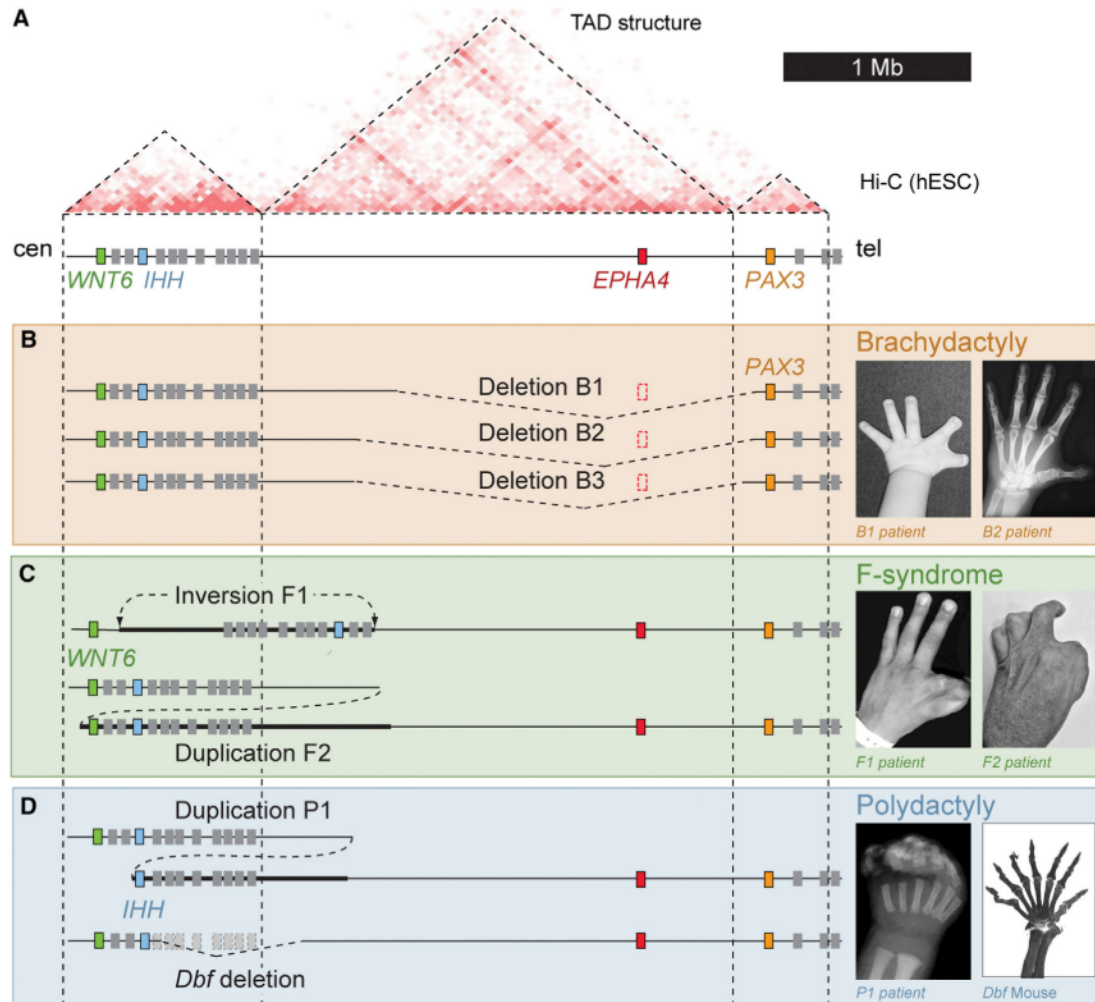 A
TAD structure
1 Mb
Hi-C (hESC)
cen
tel
WNT6
IHH
EPHA4
PAX3
B
Brachydactyly
PAX3
Deletion B1
Deletion B2
Deletion B3
B1 patient
B2 patient
C
F-syndrome
Inversion F1
WNT6
Duplication F2
F1 patient
F2 patient
D
Duplication P1
Polydactyly
IHH
Dbf deletion
P1 patient
Dbf Mouse